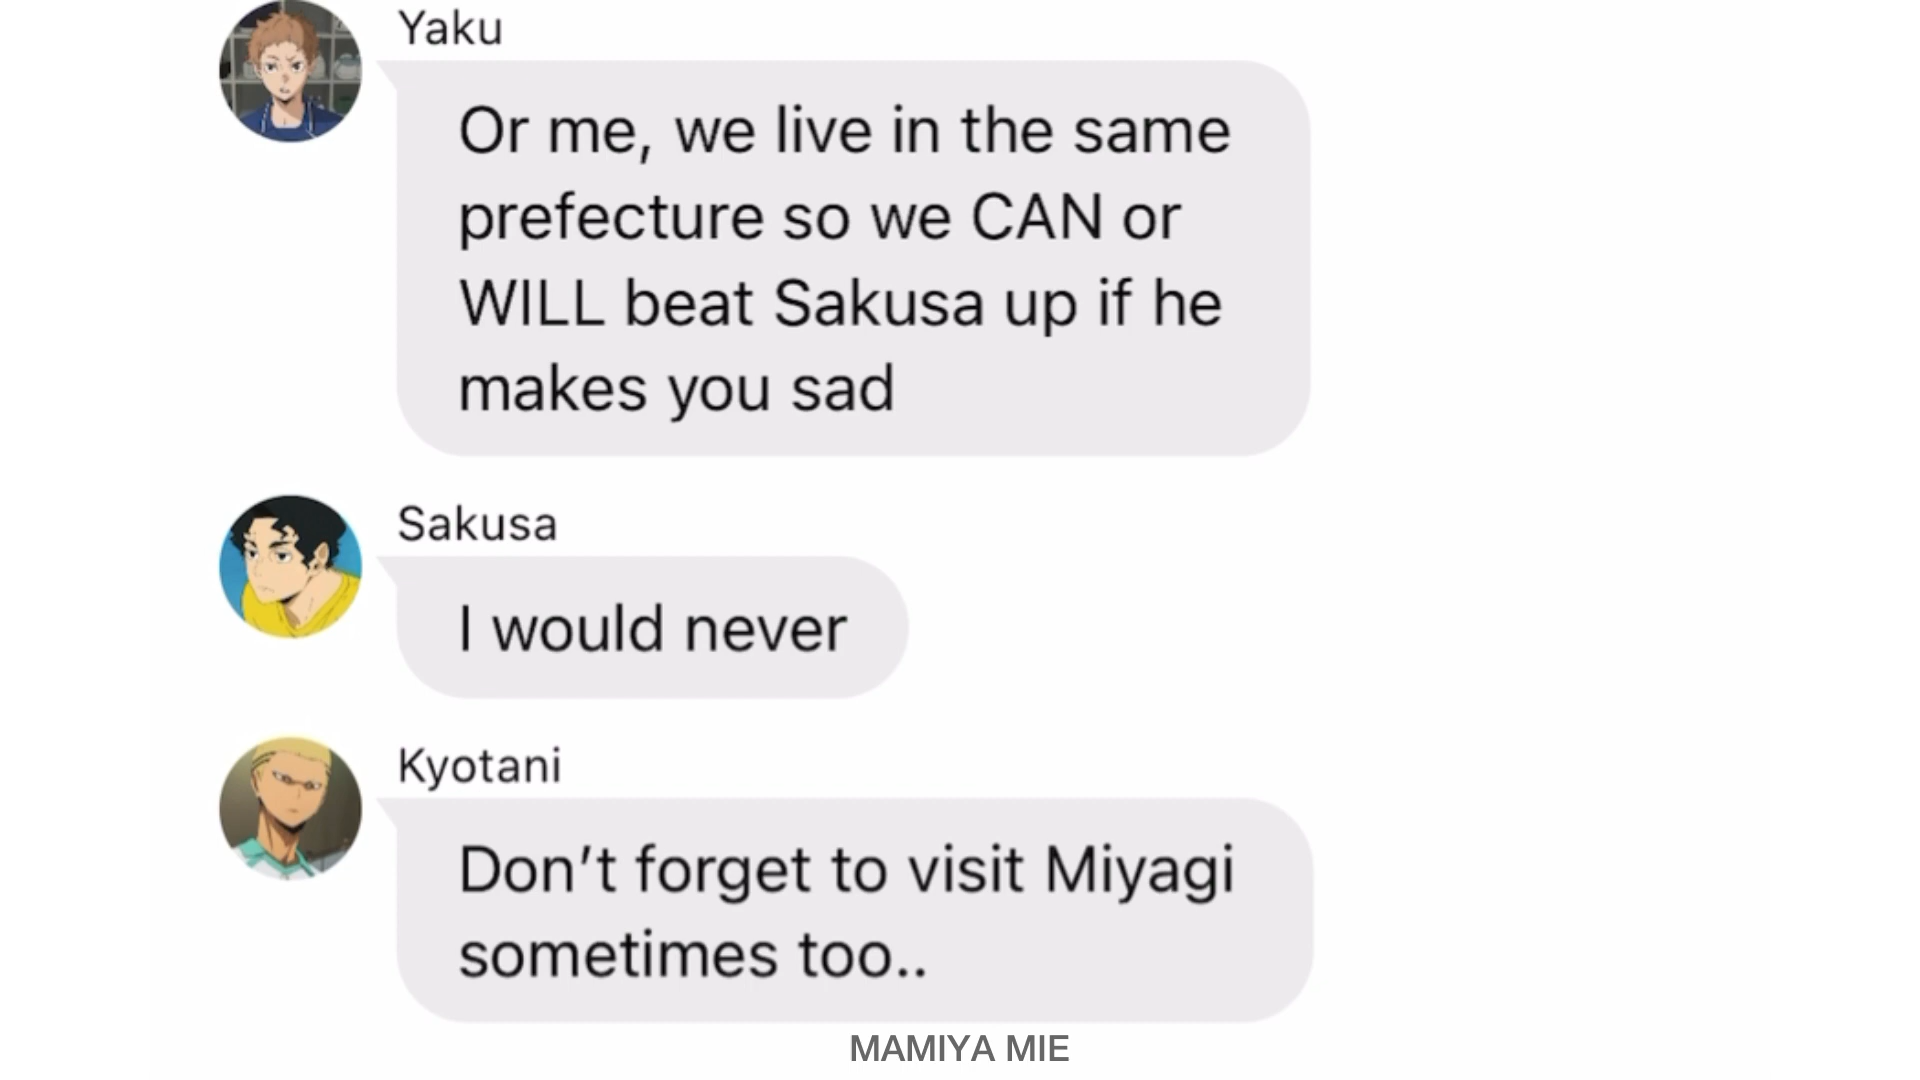 Yaku
Or me, we live in the same
prefecture so we CAN or
WILL beat Sakusa up if he
makes you sad
Sakusa
I would never
Kyotani
Don't forget to visit Miyagi
sometimes too..
MAMIYA MIE